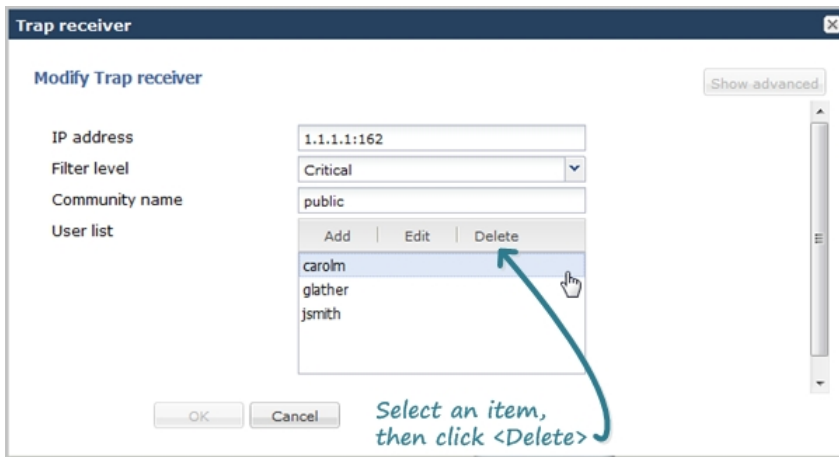 Trap receiver
Modify Trap receiver
Show advanced
IP address
1.1.1.1:162
Filter level
Critical
Community name
public
User list
Add | Edit | Delete
carolm
glather
jsmith
OK
Cancel
Select an item,
then click <Delete>